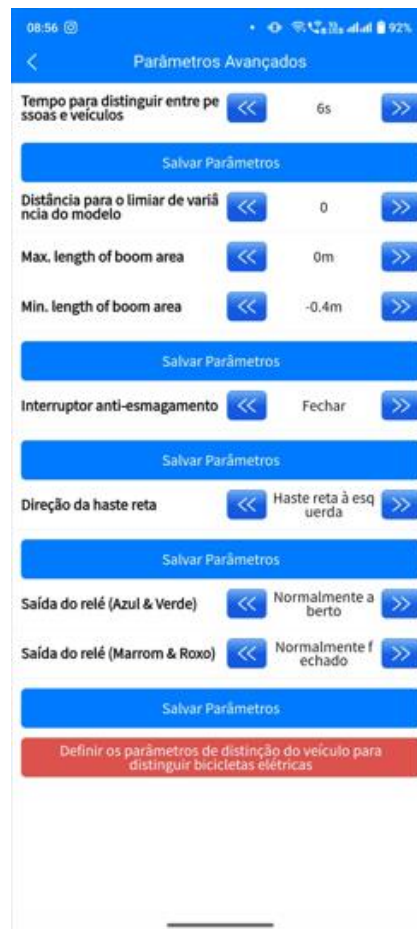 08:56 92%
Parâmetros Avançados
Tempo para distinguir entre pe
ssoas e veículos
6s
Salvar Parâmetros
Distância para o limiar de variâ
ncia do modelo
0
Max. length of boom area
0m
Min. length of boom area
-0.4m
Salvar Parâmetros
Interruptor anti-esmagamento
Fechar
Salvar Parâmetros
Direção da haste reta
Haste reta à esq
uerda
Salvar Parâmetros
Saída do relé (Azul & Verde)
Normalmente a
berto
Saída do relé (Marrom & Roxo)
Normalmente f
echado
Salvar Parâmetros
Definir os parâmetros de distinção do veículo para
distinguir bicicletas elétricas